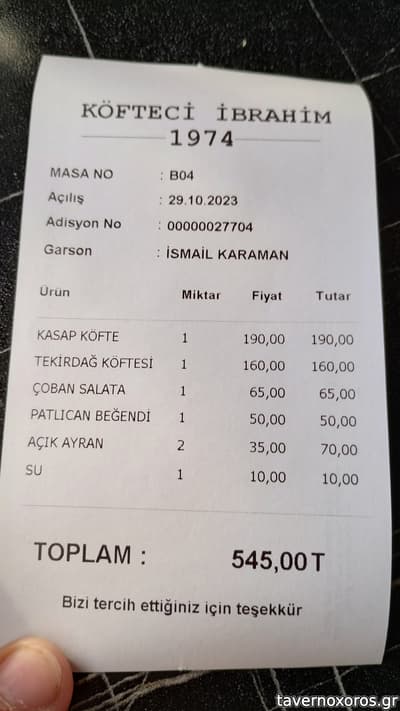 KÖFTECİ İBRAHİM
1974
MASA NO : B04
Açılış : 29.10.2023
Adisyon No : 00000027704
Garson : İSMAİL KARAMAN
Ürün Miktar Fiyat Tutar
KASAP KÖFTE 1 190,00 190,00
TEKİRDAĞ KÖFTESİ 1 160,00 160,00
ÇOBAN SALATA 1 65,00 65,00
PATLICAN BEĞENDİ 1 50,00 50,00
AÇIK AYRAN 2 35,00 70,00
SU 1 10,00 10,00
TOPLAM : 545,00T
Bizi tercih ettiğiniz için teşekkür
tavernoxoros.gr